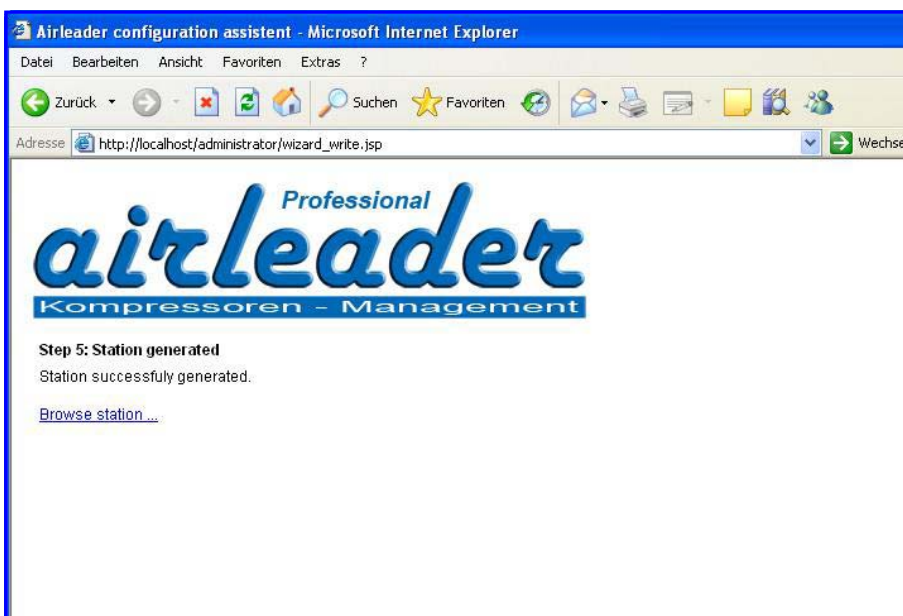 Airleader configuration assistent - Microsoft Internet Explorer
Datei Bearbeiten Ansicht Favoriten Extras ?
Zurück Suchen Favoriten
Adresse http://localhost/administrator/wizard_write.jsp Wechse
Professional
airleader
Kompressoren - Management
Step 5: Station generated
Station successfuly generated.
Browse station ...